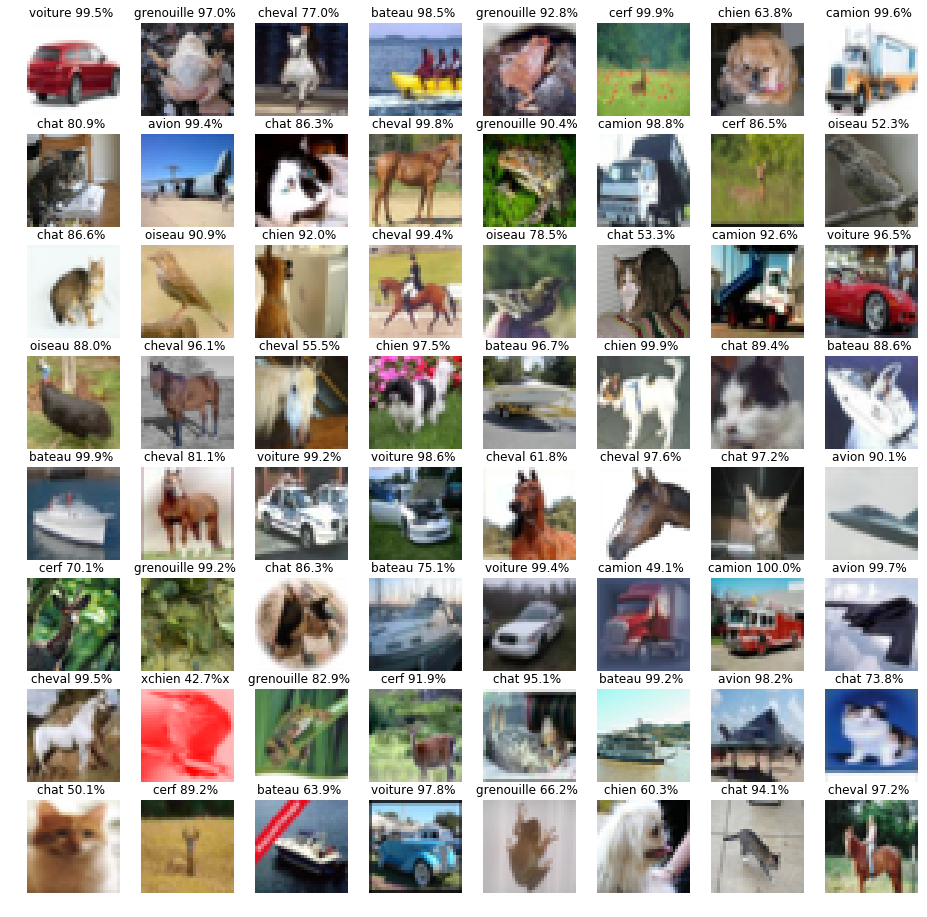 voiture 99.5% grenouille 97.0% cheval 77.0% bateau 98.5% grenouille 92.8% cerf 99.9% chien 63.8% camion 99.6%
chat 80.9% avion 99.4% chat 86.3% cheval 99.8% grenouille 90.4% camion 98.8% cerf 86.5% oiseau 52.3%
chat 86.6% oiseau 90.9% chien 92.0% cheval 99.4% oiseau 78.5% chat 53.3% camion 92.6% voiture 96.5%
oiseau 88.0% cheval 96.1% cheval 55.5% chien 97.5% bateau 96.7% chien 99.9% chat 89.4% bateau 88.6%
bateau 99.9% cheval 81.1% voiture 99.2% voiture 98.6% cheval 61.8% cheval 97.6% chat 97.2% avion 90.1%
cerf 70.1% grenouille 99.2% chat 86.3% bateau 75.1% voiture 99.4% camion 49.1% camion 100.0% avion 99.7%
cheval 99.5% xchien 42.7%x grenouille 82.9% cerf 91.9% chat 95.1% bateau 99.2% avion 98.2% chat 73.8%
chat 50.1% cerf 89.2% bateau 63.9% voiture 97.8% grenouille 66.2% chien 60.3% chat 94.1% cheval 97.2%